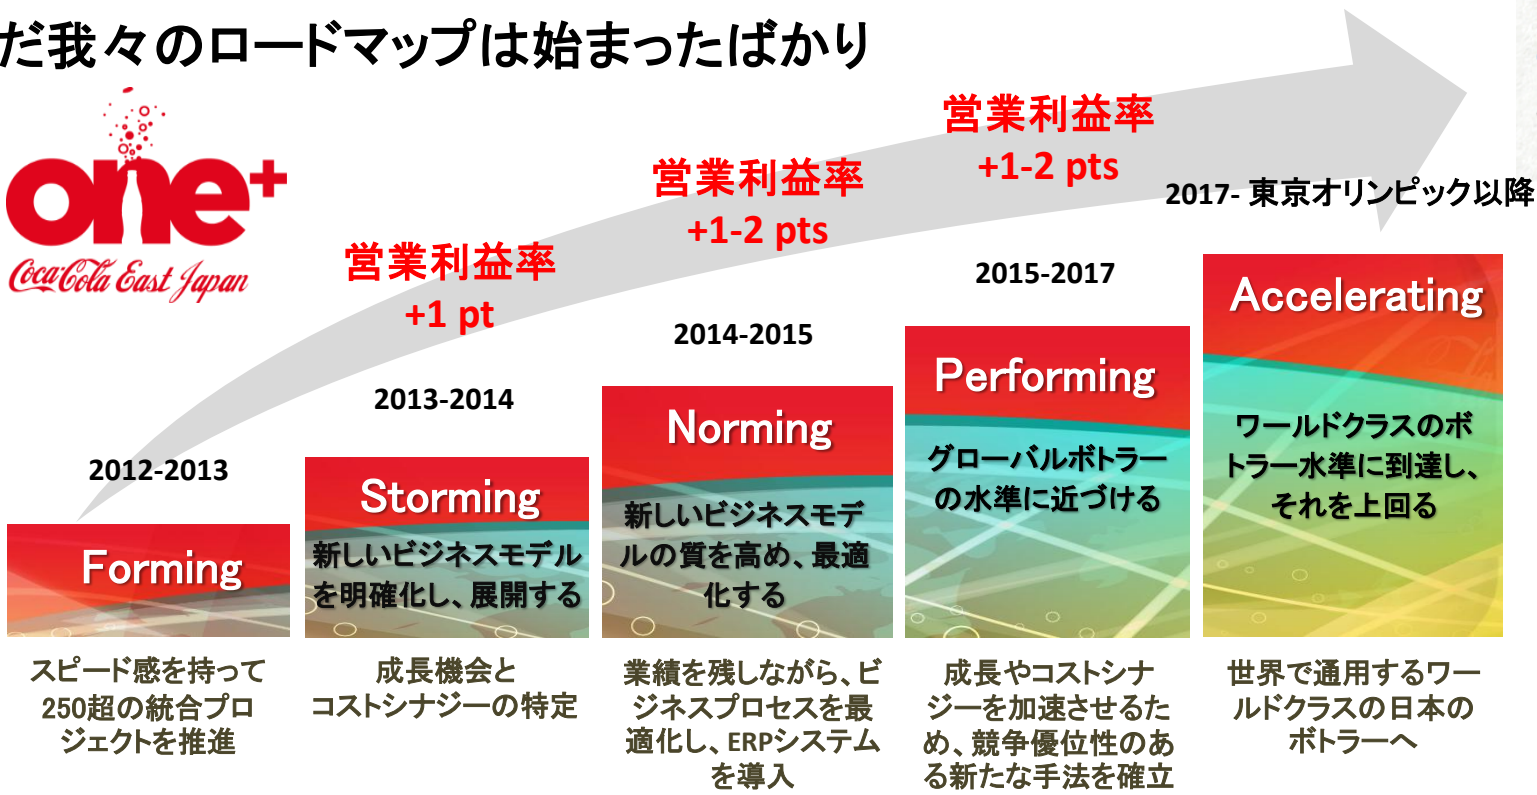 だ我々のロードマップは始まったばかり
one+
Coca-Cola East Japan
営業利益率
+1 pt
営業利益率
+1-2 pts
営業利益率
+1-2 pts
2012-2013
Forming
スピード感を持って
250超の統合プロ
ジェクトを推進
2013-2014
Storming
新しいビジネスモデル
を明確化し、展開する
成長機会と
コストシナジーの特定
2014-2015
Norming
新しいビジネスモデ
ルの質を高め、最適
化する
業績を残しながら、ビ
ジネスプロセスを最
適化し、ERPシステム
を導入
2015-2017
Performing
グローバルボトラー
の水準に近づける
成長やコストシナ
ジーを加速させるた
め、競争優位性のあ
る新たな手法を確立
2017- 東京オリンピック以降
Accelerating
ワールドクラスのボ
トラー水準に到達し、
それを上回る
世界で通用するワー
ルドクラスの日本の
ボトラーへ